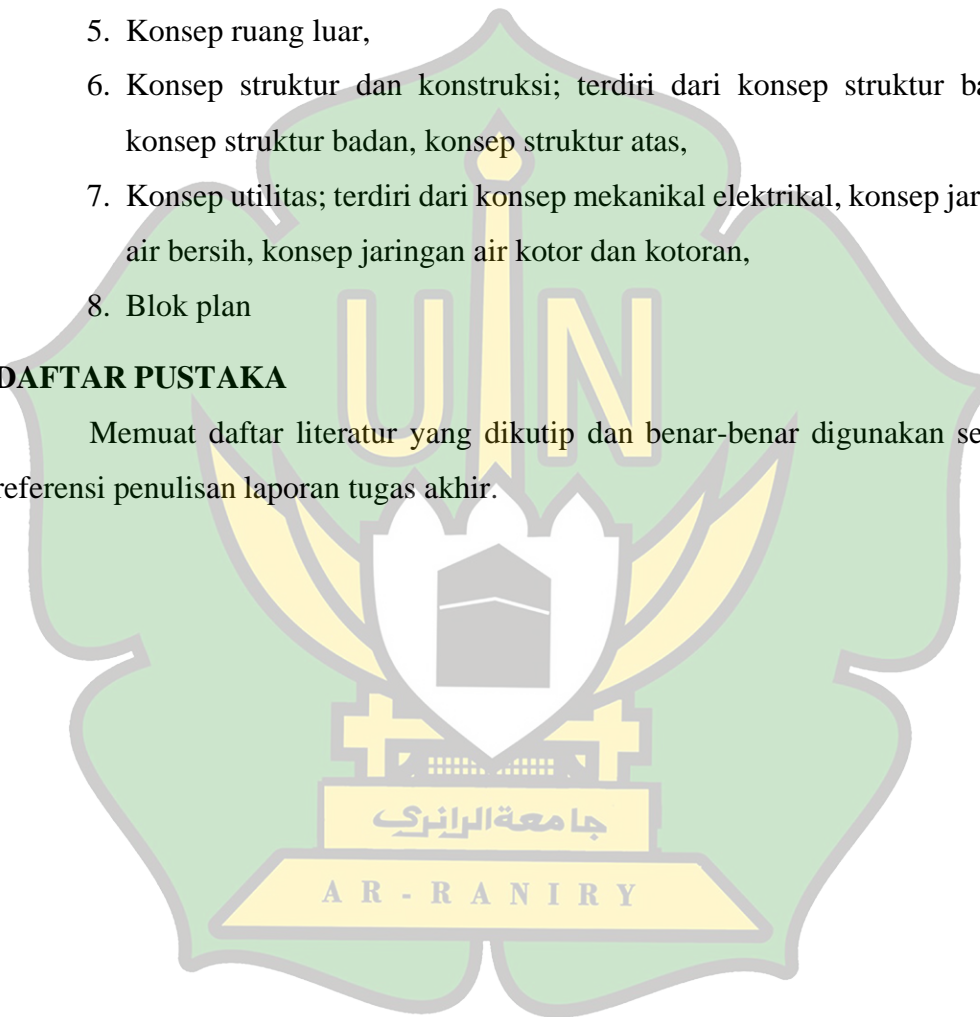 5. Konsep ruang luar,
6. Konsep struktur dan konstruksi; terdiri dari konsep struktur
konsep struktur badan, konsep struktur atas,
7. Konsep utilitas; terdiri dari konsep mekanikal elektrikal, konsep
air bersih, konsep jaringan air kotor dan kotoran,
8. Blok plan
DAFTAR PUSTAKA
Memuat daftar literatur yang dikutip dan benar-benar digunakan
referensi penulisan laporan tugas akhir.
UIN
جامعة الرانري
AR-RANIRY